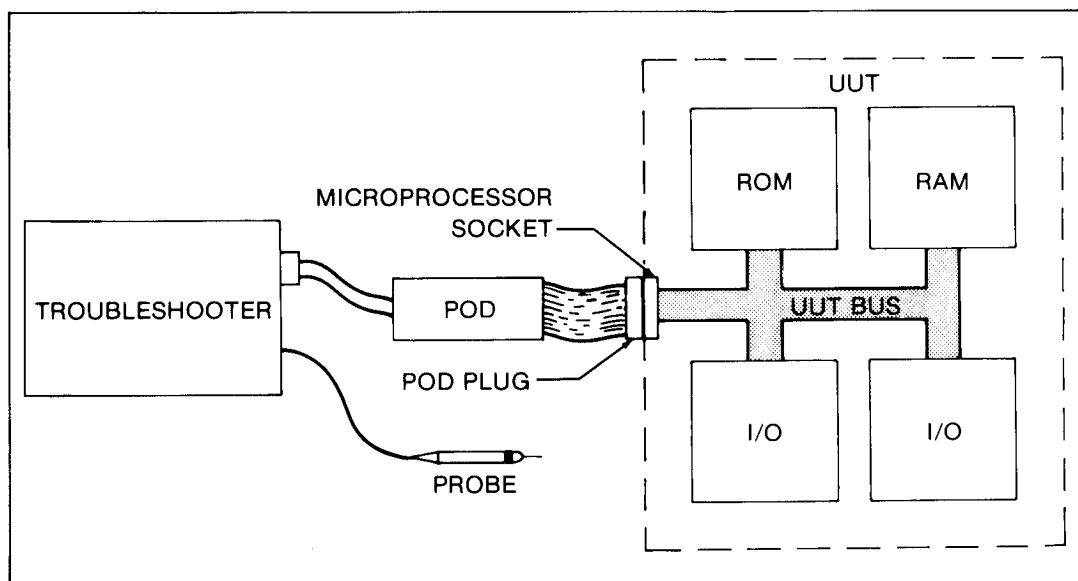 UUT
ROM
RAM
MICROPROCESSOR
SOCKET
TROUBLESHOOTER
POD
UUT BUS
POD PLUG
I/O
I/O
PROBE